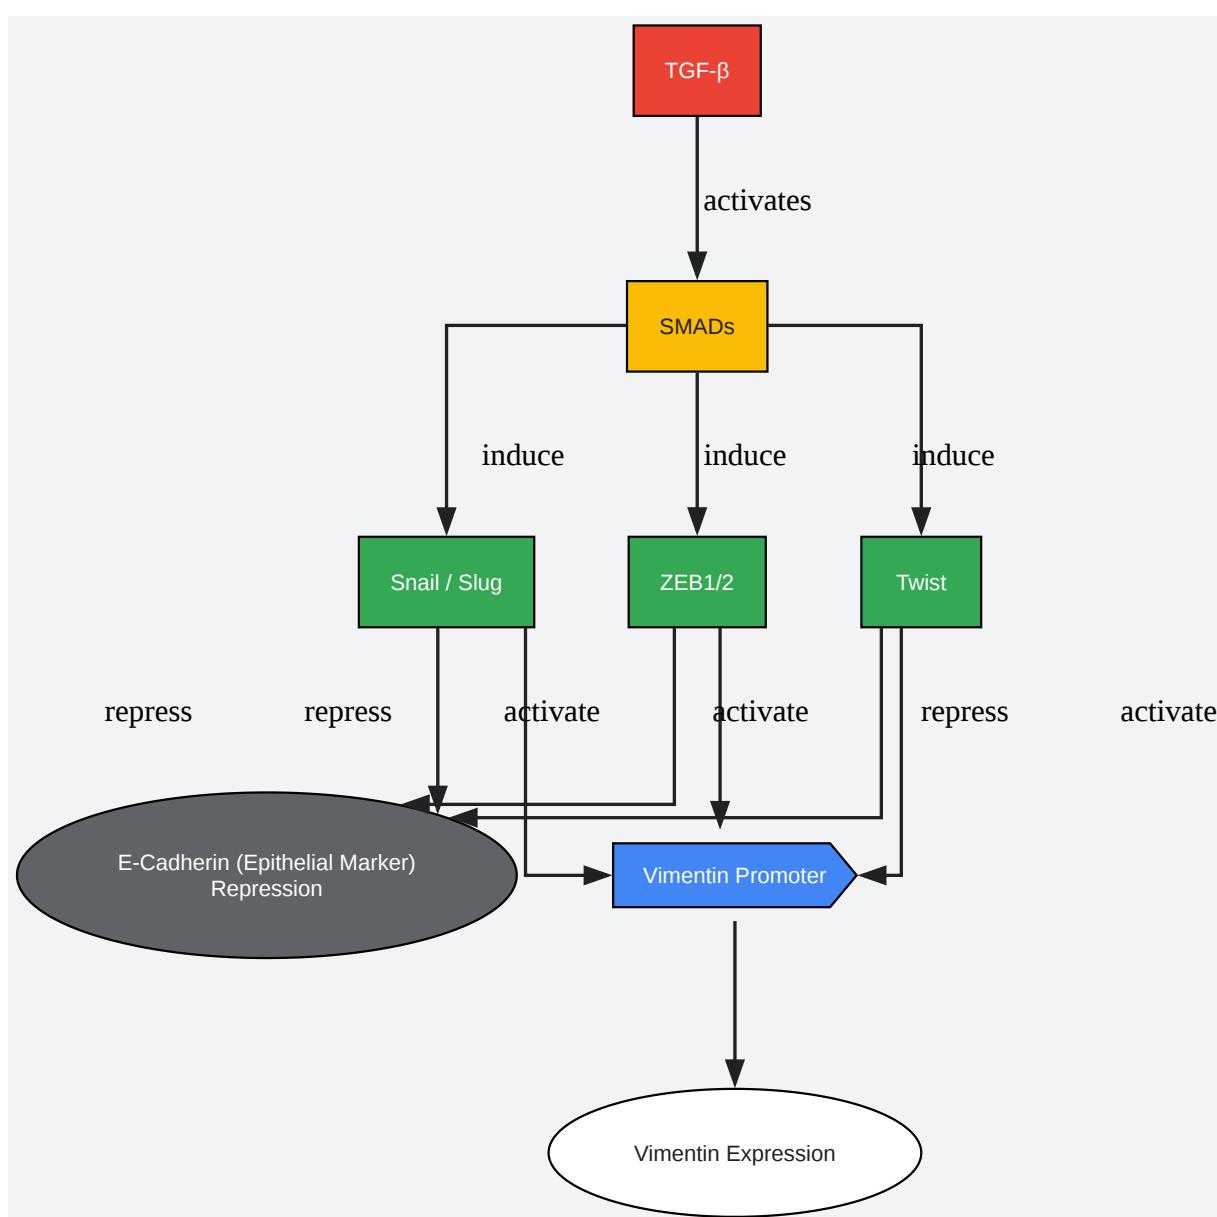 TGF-β
activates
SMADs
induce
induce
induce
Snail / Slug
ZEB1/2
Twist
repress
repress
activate
activate
repress
activate
E-Cadherin (Epithelial Marker)
Repression
Vimentin Promoter
Vimentin Expression